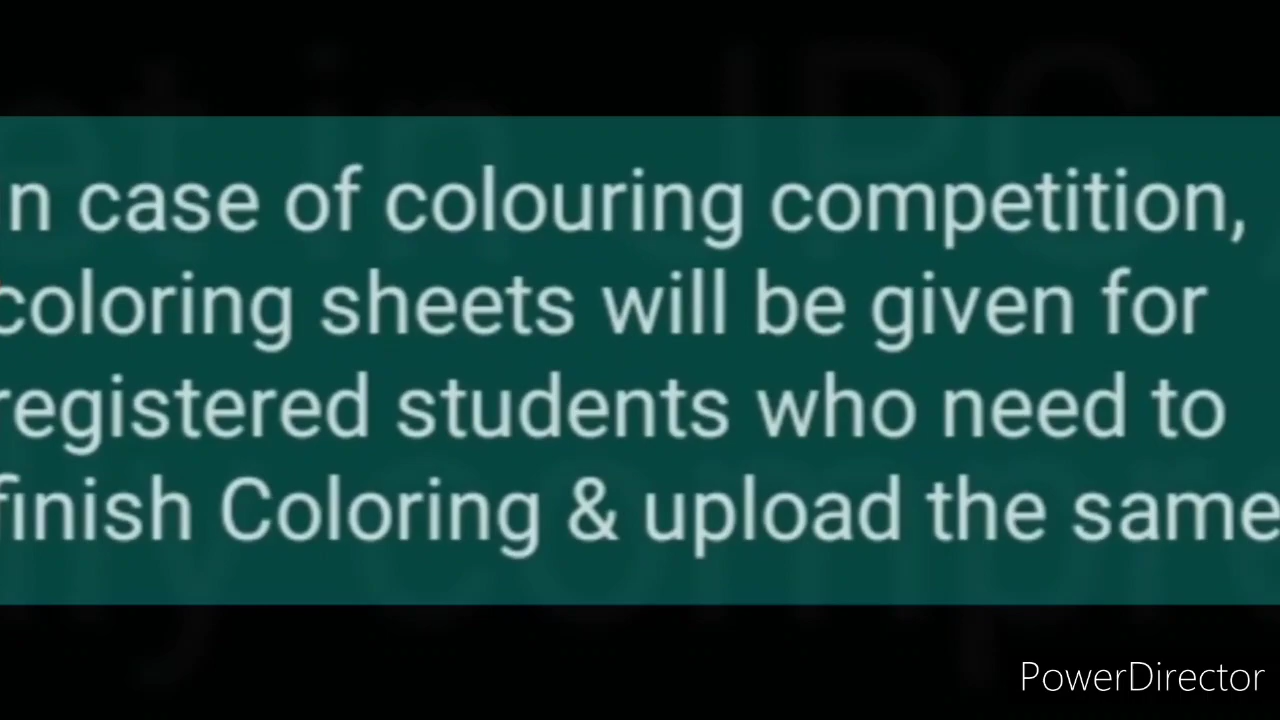 In case of colouring competition,
coloring sheets will be given for
registered students who need to
finish Coloring & upload the same
PowerDirector